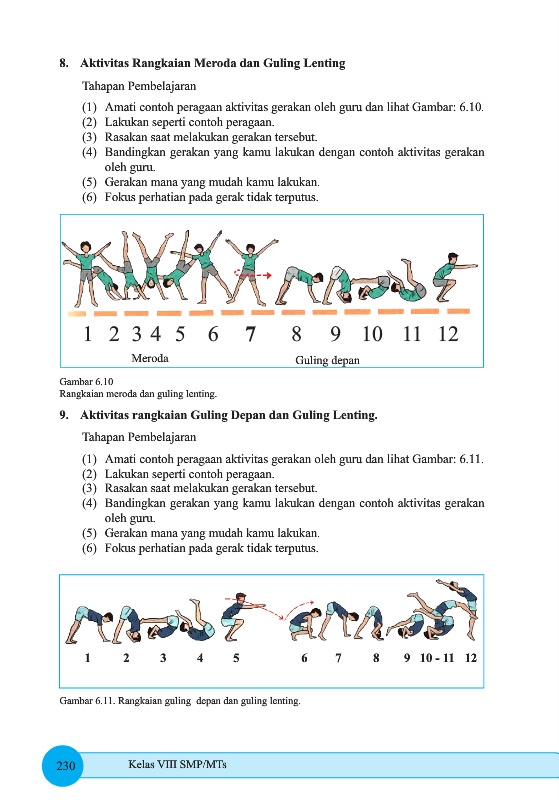 8. Aktivitas Rangkaian Meroda dan Guling Lenting
Tahapan Pembelajaran
(1) Amati contoh peragaan aktivitas gerakan oleh guru dan lihat Gambar: 6.10.
(2) Lakukan seperti contoh peragaan.
(3) Rasakan saat melakukan gerakan tersebut.
(4) Bandingkan gerakan yang kamu lakukan dengan contoh aktivitas gerakan
oleh guru.
(5) Gerakan mana yang mudah kamu lakukan.
(6) Fokus perhatian pada gerak tidak terputus.
1 2 3 4 5 6 7 8 9 10 11 12
Meroda Guling depan
Gambar 6.10
Rangkaian meroda dan guling lenting.
9. Aktivitas rangkaian Guling Depan dan Guling Lenting.
Tahapan Pembelajaran
(1) Amati contoh peragaan aktivitas gerakan oleh guru dan lihat Gambar: 6.11.
(2) Lakukan seperti contoh peragaan.
(3) Rasakan saat melakukan gerakan tersebut.
(4) Bandingkan gerakan yang kamu lakukan dengan contoh aktivitas gerakan
oleh guru.
(5) Gerakan mana yang mudah kamu lakukan.
(6) Fokus perhatian pada gerak tidak terputus.
1 2 3 4 5 6 7 8 9 10 - 11 12
Gambar 6.11. Rangkaian guling depan dan guling lenting.
230 Kelas VIII SMP/MTs